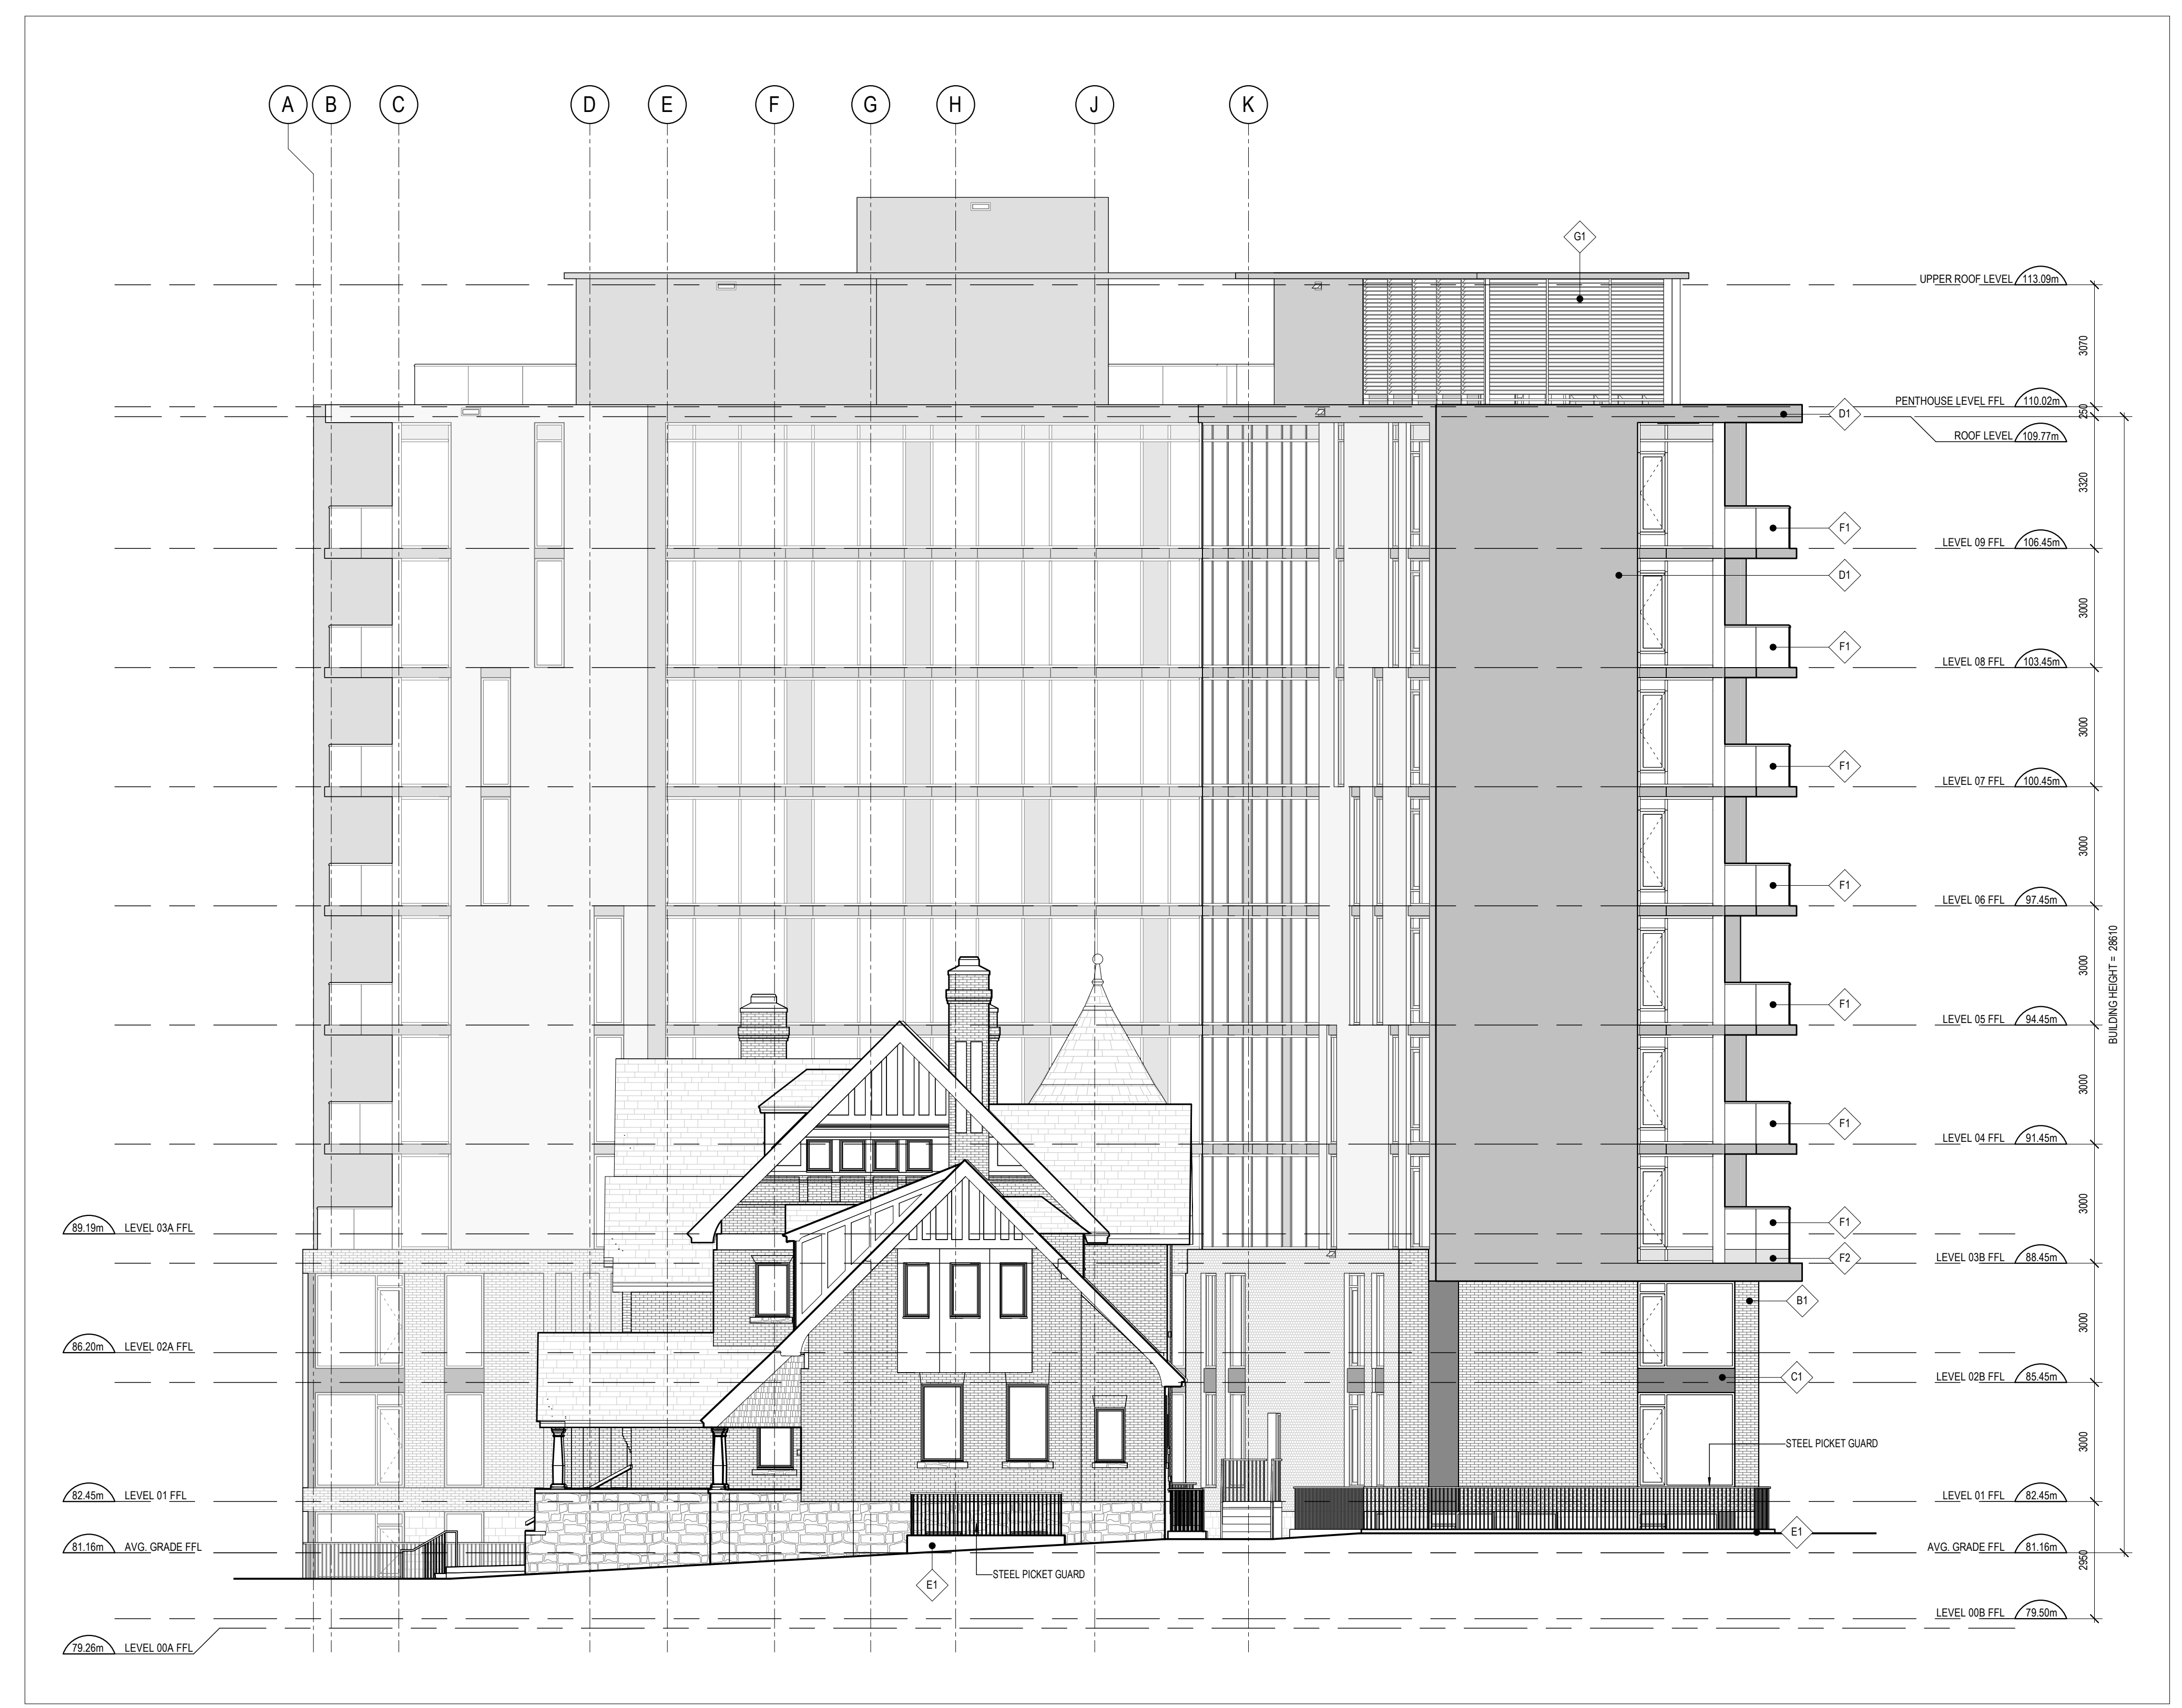 A B C D E F G H J K
G1
UPPER ROOF LEVEL 113.09m
3070
PENTHOUSE LEVEL FFL 110.02m
250
D1
ROOF LEVEL 109.77m
3320
F1
LEVEL 09 FFL 106.45m
D1
3000
F1
LEVEL 08 FFL 103.45m
3000
F1
LEVEL 07 FFL 100.45m
3000
F1
LEVEL 06 FFL 97.45m
BUILDING HEIGHT = 28610
3000
F1
LEVEL 05 FFL 94.45m
3000
F1
LEVEL 04 FFL 91.45m
3000
F1
89.19m LEVEL 03A FFL
F2
LEVEL 03B FFL 88.45m
B1
3000
86.20m LEVEL 02A FFL
C1
LEVEL 02B FFL 85.45m
STEEL PICKET GUARD
3000
82.45m LEVEL 01 FFL
LEVEL 01 FFL 82.45m
E1
81.16m AVG. GRADE FFL
AVG. GRADE FFL 81.16m
2950
E1
STEEL PICKET GUARD
LEVEL 00B FFL 79.50m
79.26m LEVEL 00A FFL